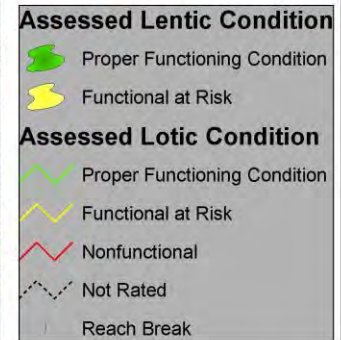 Assessed Lentic Condition
Proper Functioning Condition
Functional at Risk
Assessed Lotic Condition
Proper Functioning Condition
Functional at Risk
Nonfunctional
Not Rated
Reach Break